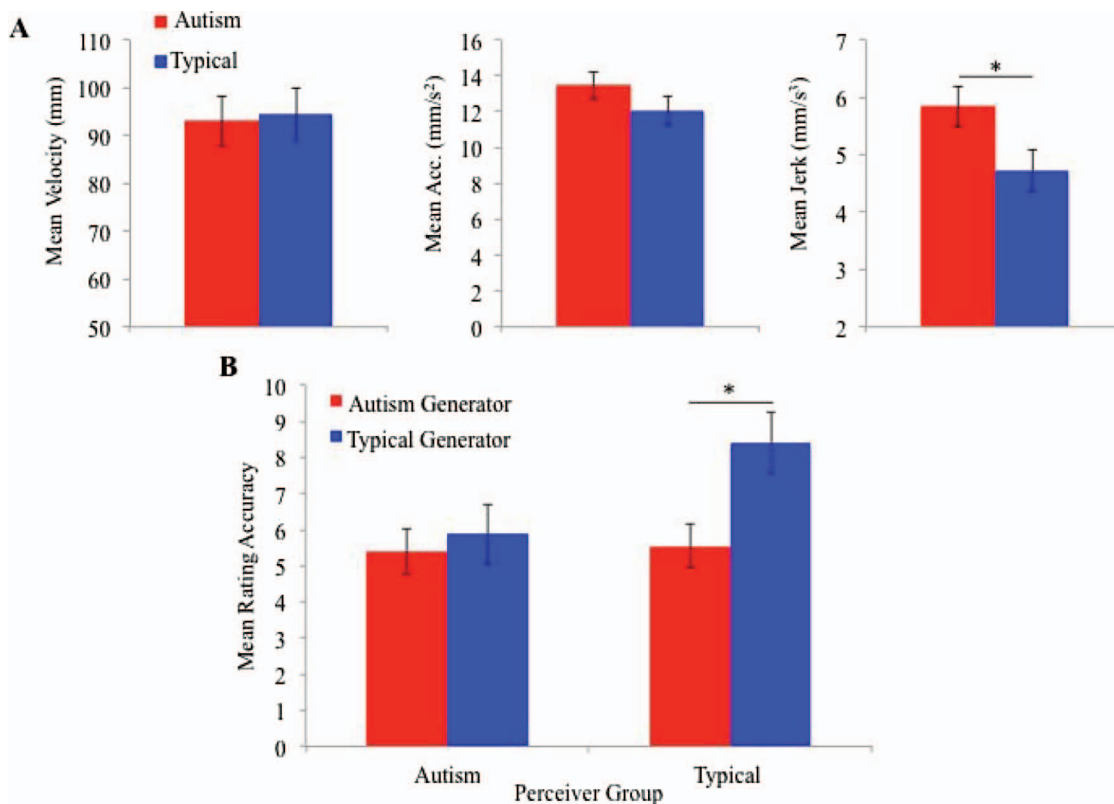 A
Autism
Typical
Mean Velocity (mm)
110
100
90
80
70
60
50
Mean Acc. (mm/s²)
16
14
12
10
8
6
4
2
0
Mean Jerk (mm/s³)
7
6
5
4
3
2
*
B
Autism Generator
Typical Generator
Mean Rating Accuracy
10
9
8
7
6
5
4
3
2
1
0
*
Autism
Typical
Perceiver Group